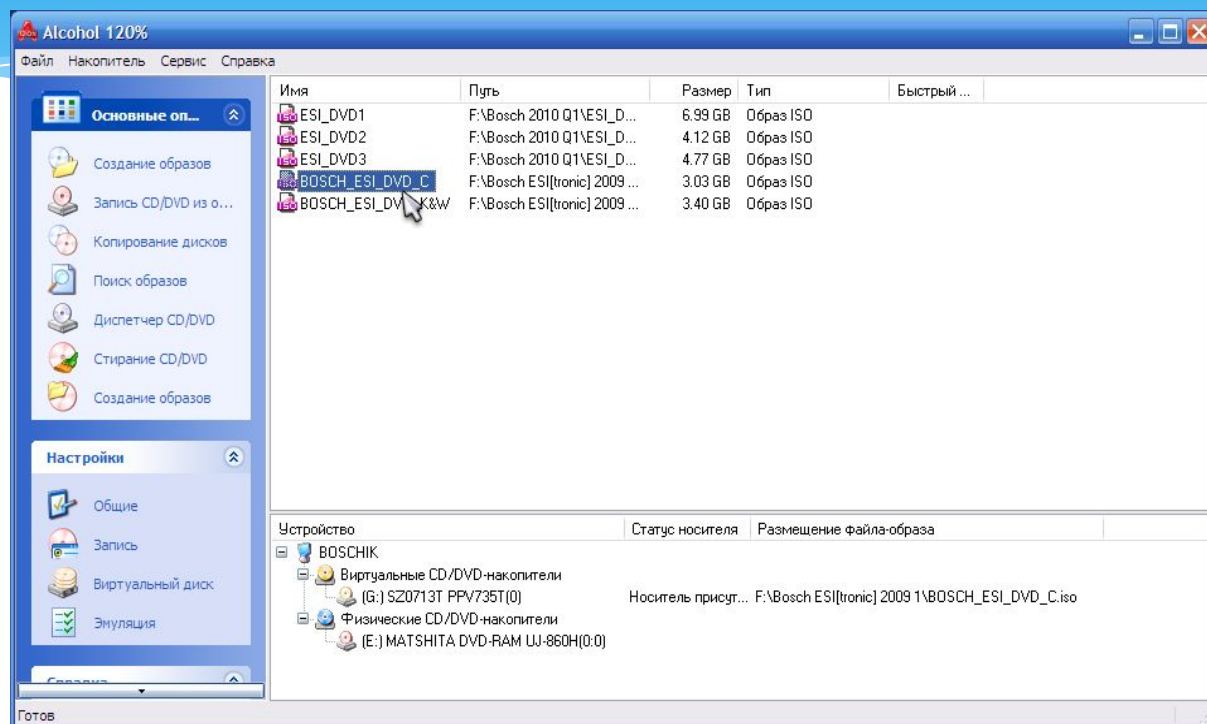 Alcohol 120%
Файл Накопитель Сервис Справка
Основные оп...
Создание образов
Запись CD/DVD из о...
Копирование дисков
Поиск образов
Диспетчер CD/DVD
Стирание CD/DVD
Создание образов
Настройки
Общие
Запись
Виртуальный диск
Эмуляция
Справка
Имя Путь Размер Тип Быстрый ...
ESI_DVD1 F:\Bosch 2010 Q1\ESI_D... 6.99 GB Образ ISO
ESI_DVD2 F:\Bosch 2010 Q1\ESI_D... 4.12 GB Образ ISO
ESI_DVD3 F:\Bosch 2010 Q1\ESI_D... 4.77 GB Образ ISO
BOSCH_ESI_DVD_C F:\Bosch ESI[tronic] 2009 ... 3.03 GB Образ ISO
F:\Bosch ESI[tronic] 2009 ... 3.40 GB Образ ISO
Устройство Статус носителя Размещение файла-образа
BOSCHIK
Виртуальные CD/DVD-накопители
(G:) SZ0713T PPV735T(0) Носитель присут... F:\Bosch ESI[tronic] 2009 1\BOSCH_ESI_DVD_C.iso
Физические CD/DVD-накопители
(E:) MATSHITA DVD-RAM UJ-860H(0:0)
Готов